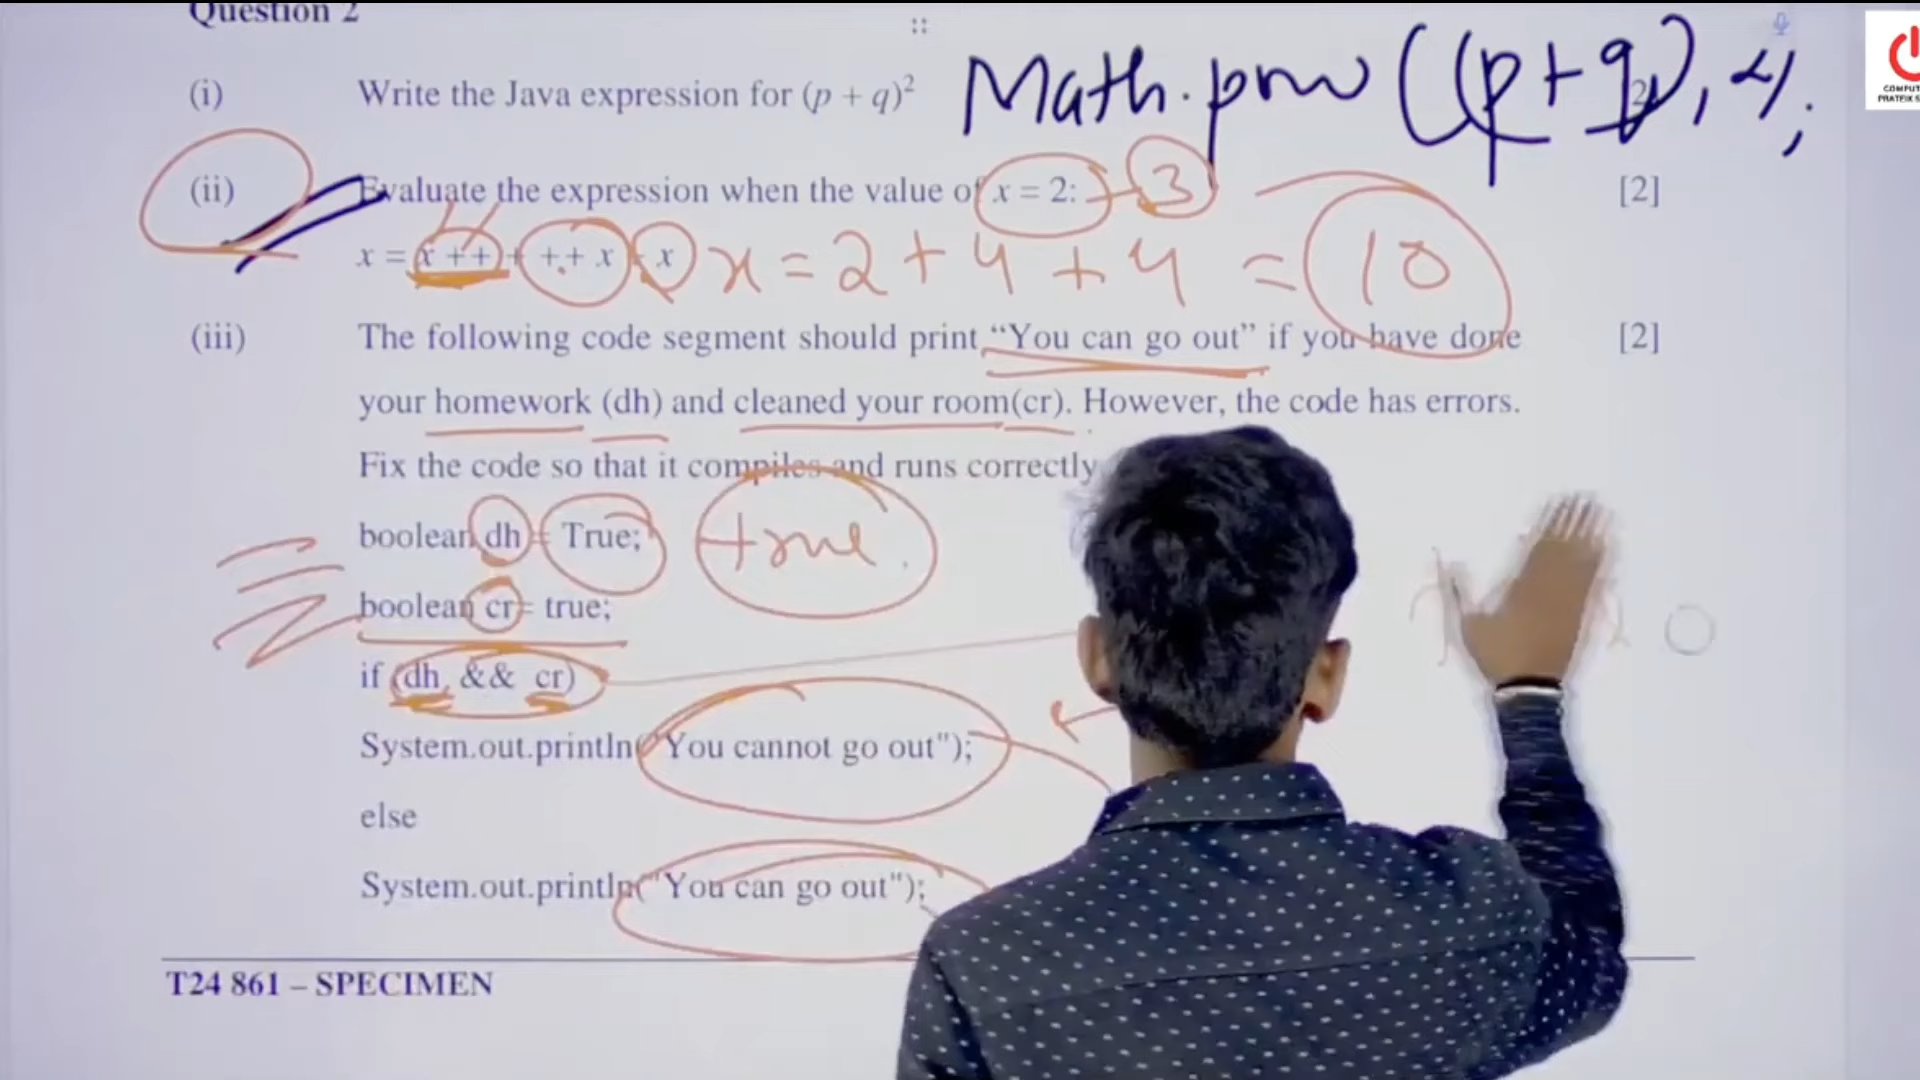 Question 2
(i) Write the Java expression for (p + q)² Math.pow((p+q), 2);
(ii) Evaluate the expression when the value of x = 2: 3 [2]
x = x++ + ++x + x x = 2 + 4 + 4 = 10
(iii) The following code segment should print “You can go out” if you have done [2]
your homework (dh) and cleaned your room(cr). However, the code has errors.
Fix the code so that it compiles and runs correctly
boolean dh = True; true
boolean cr= true;
if (dh && cr)
System.out.println("You cannot go out");
else
System.out.println("You can go out");
T24 861 – SPECIMEN